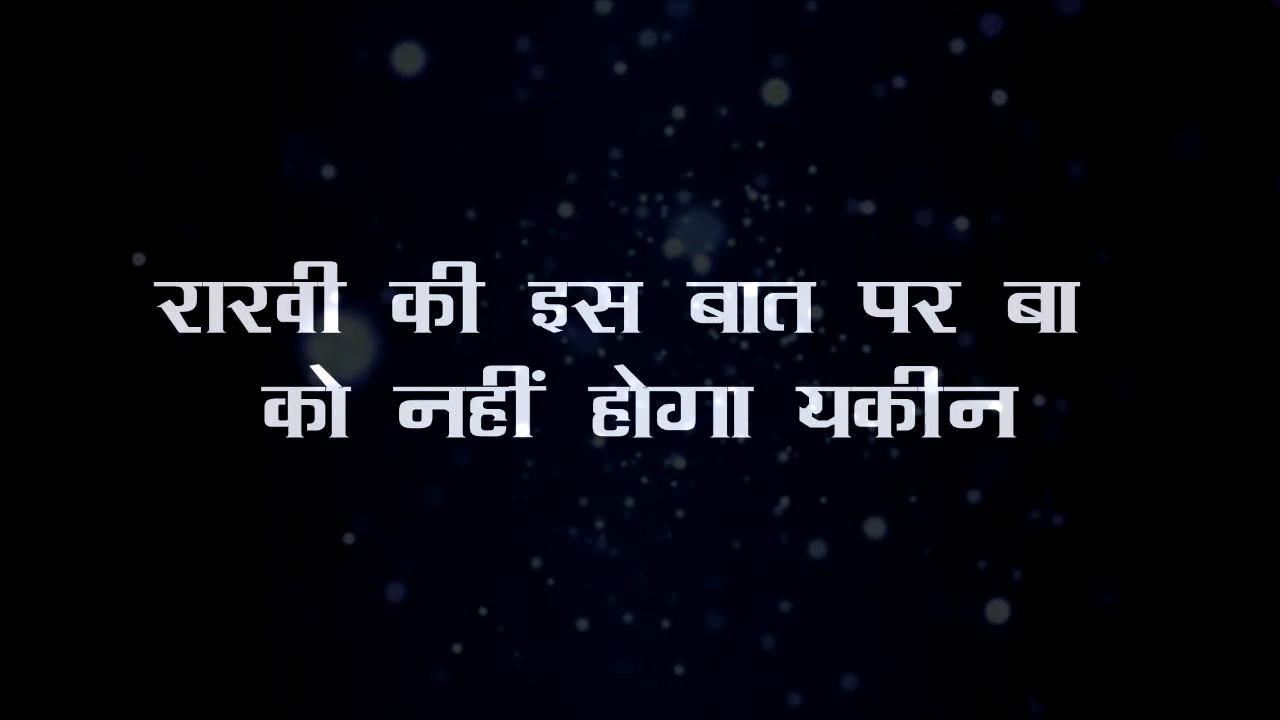 राखी की इस बात पर बा
को नहीं होगा यकीन